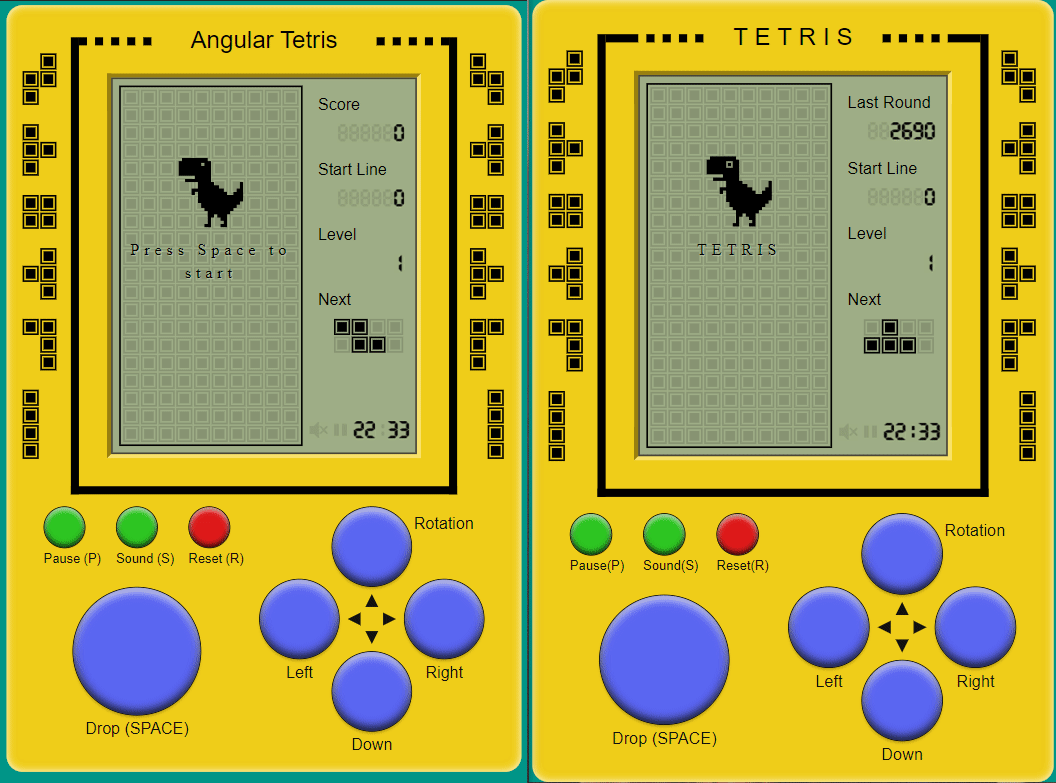 Angular Tetris
Score
0
Start Line
0
Level
1
Next
Press Space to
start
22 33
Pause (P)
Sound (S)
Reset (R)
Rotation
Left
Right
Drop (SPACE)
Down
TETRIS
Last Round
2690
Start Line
0
Level
1
Next
TETRIS
22:33
Pause(P)
Sound(S)
Reset(R)
Rotation
Left
Right
Drop (SPACE)
Down